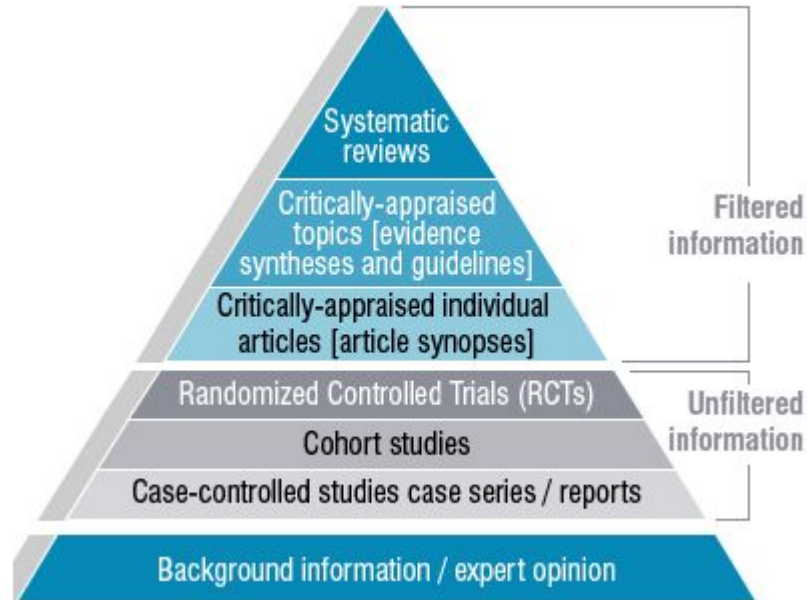 Systematic
reviews
Critically-appraised
topics [evidence
syntheses and guidelines]
Critically-appraised individual
articles [article synopses]
Filtered
information
Randomized Controlled Trials (RCTs)
Cohort studies
Case-controlled studies case series / reports
Unfiltered
information
Background information / expert opinion